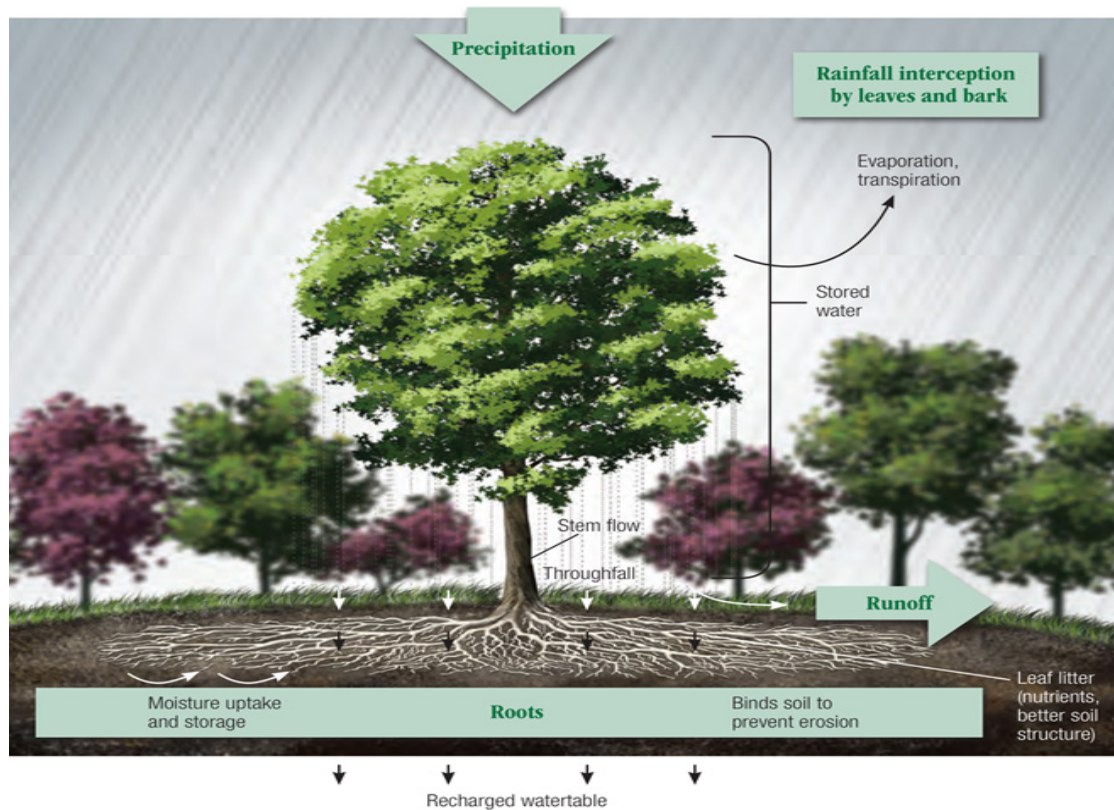 Precipitation
Rainfall interception
by leaves and bark
Evaporation,
transpiration
Stored
water
Stem flow
Throughfall
Runoff
Leaf litter
(nutrients,
better soil
structure)
Moisture uptake
and storage
Roots
Binds soil to
prevent erosion
Recharged watertable